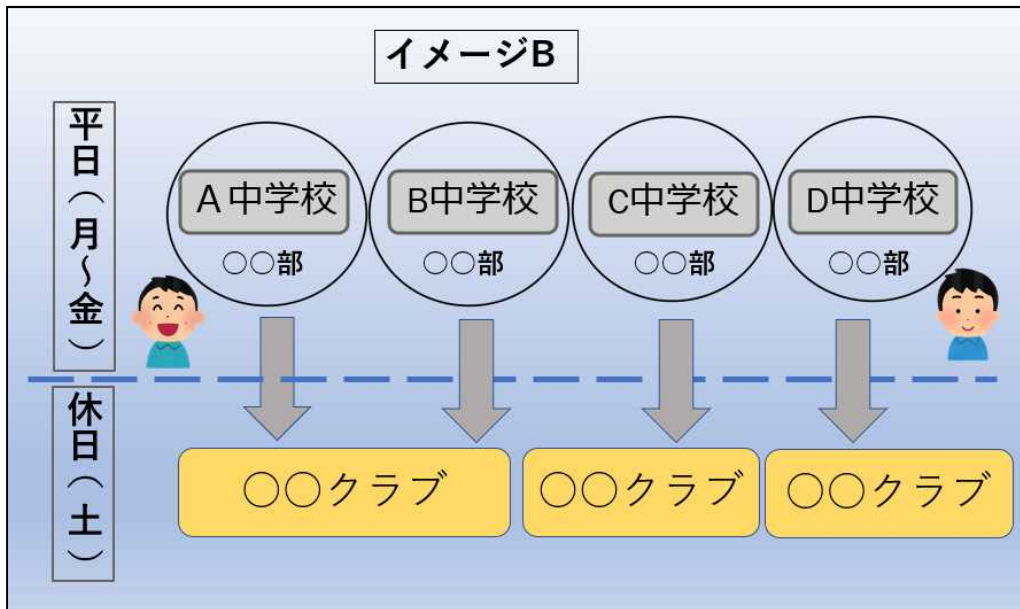 イメージB
平日（月～金）
A中学校
○○部
B中学校
○○部
C中学校
○○部
D中学校
○○部
休日（土）
○○クラブ
○○クラブ
○○クラブ